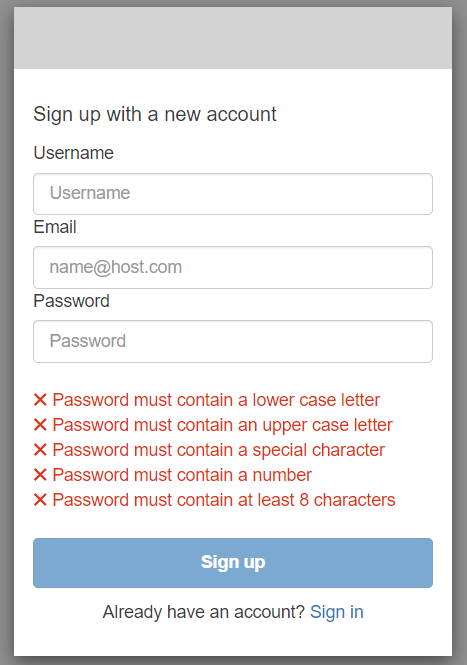 Sign up with a new account
Username
Username
Email
name@host.com
Password
Password
Password must contain a lower case letter
Password must contain an upper case letter
Password must contain a special character
Password must contain a number
Password must contain at least 8 characters
Sign up
Already have an account? Sign in